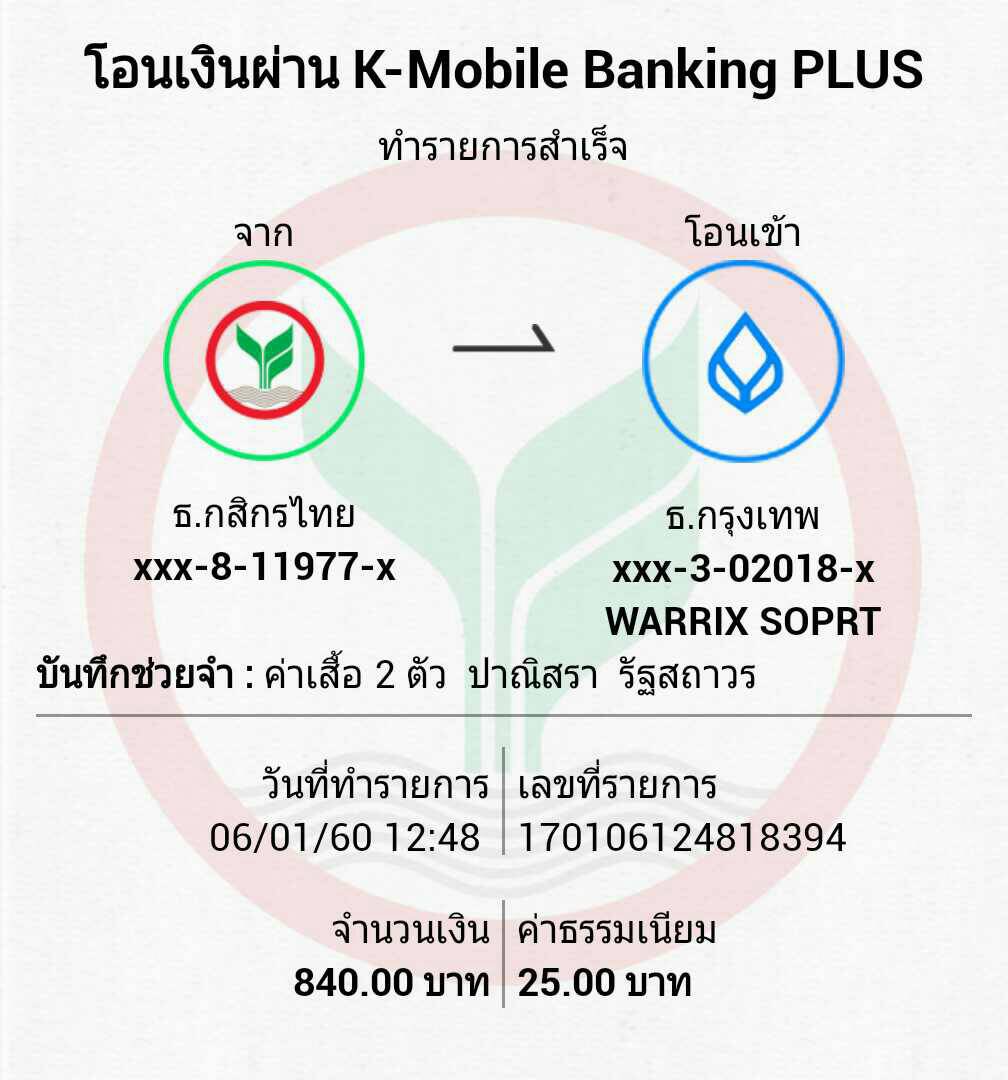 โอนเงินผ่าน K-Mobile Banking PLUS
ทำรายการสำเร็จ
จาก
โอนเข้า
ธ.กสิกรไทย
xxx-8-11977-x
ธ.กรุงเทพ
xxx-3-02018-x
WARRIX SOPRT
บันทึกช่วยจำ : ค่าเสื้อ 2 ตัว ปาณิสรา รัฐสถาวร
วันที่ทำรายการ
06/01/60 12:48
เลขที่รายการ
170106124818394
จำนวนเงิน
840.00 บาท
ค่าธรรมเนียม
25.00 บาท